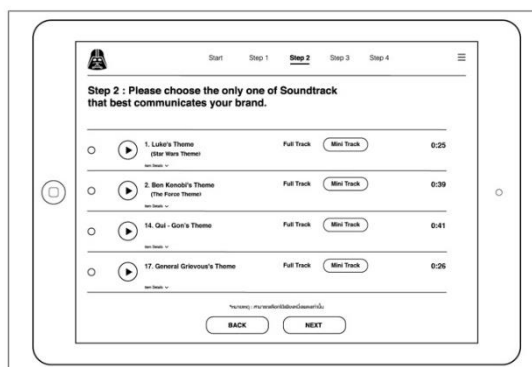 Start Step 1 Step 2 Step 3 Step 4
Step 2 : Please choose the only one of Soundtrack
that best communicates your brand.
1. Luke's Theme Full Track Mini Track 0:25
(Star Wars Theme)
2. Ben Kenobi's Theme Full Track Mini Track 0:39
(The Force Theme)
14. Qui - Gon's Theme Full Track Mini Track 0:41
17. General Grievous's Theme Full Track Mini Track 0:26
BACK NEXT